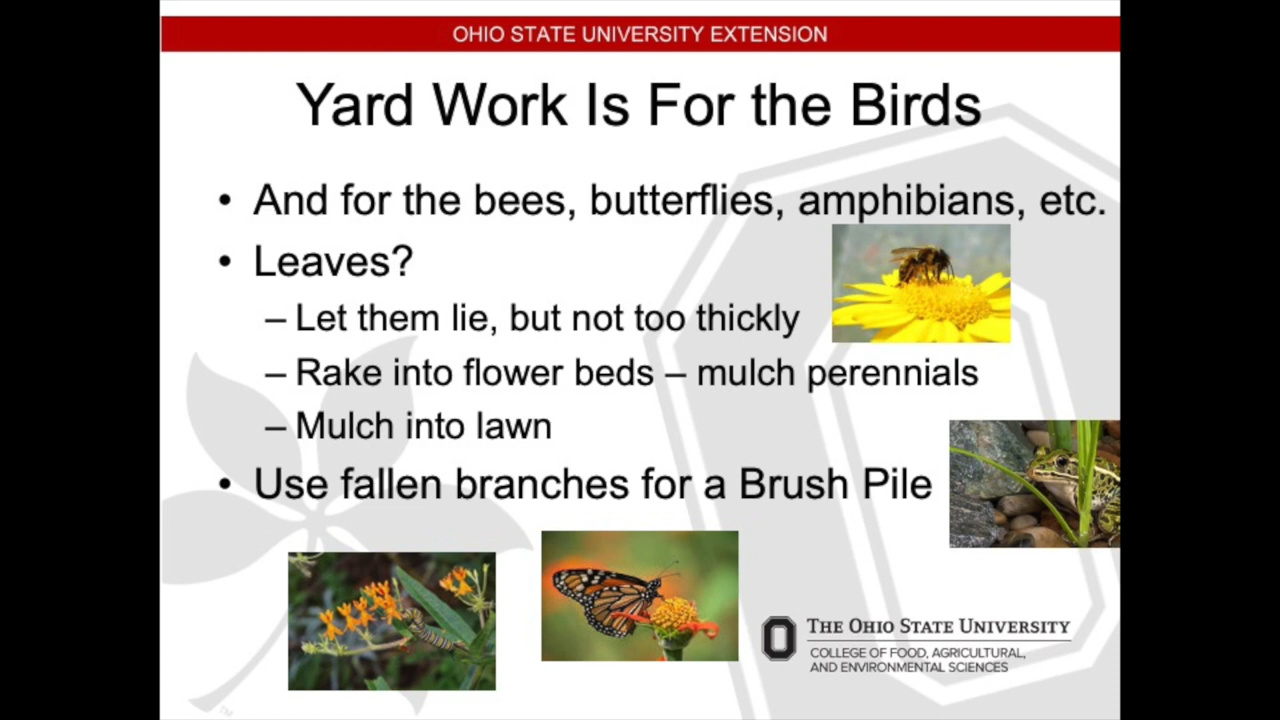 OHIO STATE UNIVERSITY EXTENSION
Yard Work Is For the Birds
• And for the bees, butterflies, amphibians, etc.
• Leaves?
– Let them lie, but not too thickly
– Rake into flower beds – mulch perennials
– Mulch into lawn
• Use fallen branches for a Brush Pile
THE OHIO STATE UNIVERSITY
COLLEGE OF FOOD, AGRICULTURAL,
AND ENVIRONMENTAL SCIENCES
TM